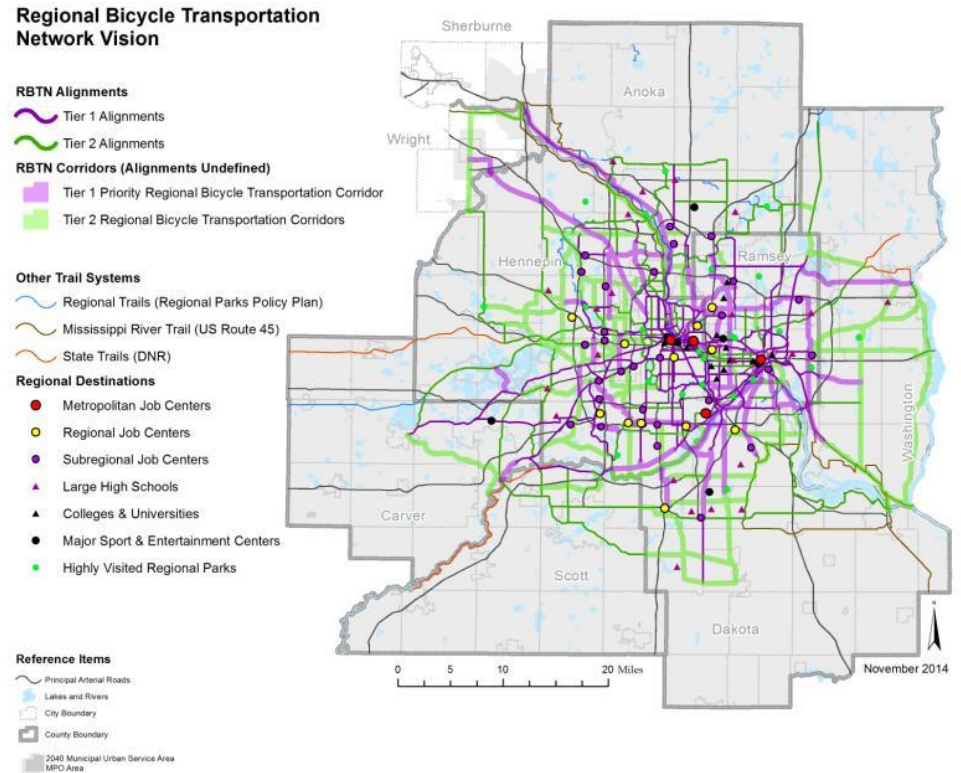 Regional Bicycle Transportation
Network Vision
RBTN Alignments
Tier 1 Alignments
Tier 2 Alignments
RBTN Corridors (Alignments Undefined)
Tier 1 Priority Regional Bicycle Transportation Corridor
Tier 2 Regional Bicycle Transportation Corridors
Other Trail Systems
Regional Trails (Regional Parks Policy Plan)
Mississippi River Trail (US Route 45)
State Trails (DNR)
Regional Destinations
Metropolitan Job Centers
Regional Job Centers
Subregional Job Centers
Large High Schools
Colleges & Universities
Major Sport & Entertainment Centers
Highly Visited Regional Parks
Reference Items
Principal Arterial Roads
Lakes and Rivers
City Boundary
County Boundary
2040 Municipal Urban Service Area
MPO Area
Sherburne
Anoka
Wright
Hennepin
Ramsey
Washington
Carver
Scott
Dakota
0 5 10 20 Miles
N
November 2014